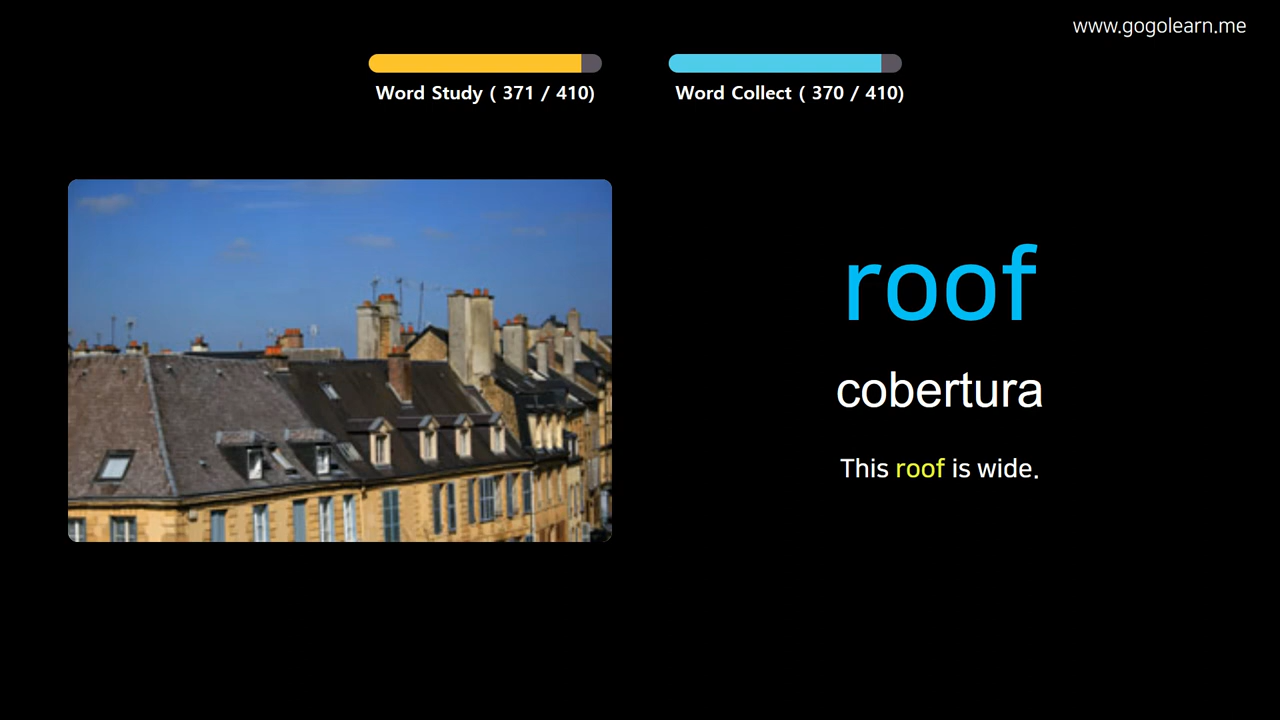 www.gogolearn.me
Word Study ( 371 / 410)
Word Collect ( 370 / 410)
roof
cobertura
This roof is wide.